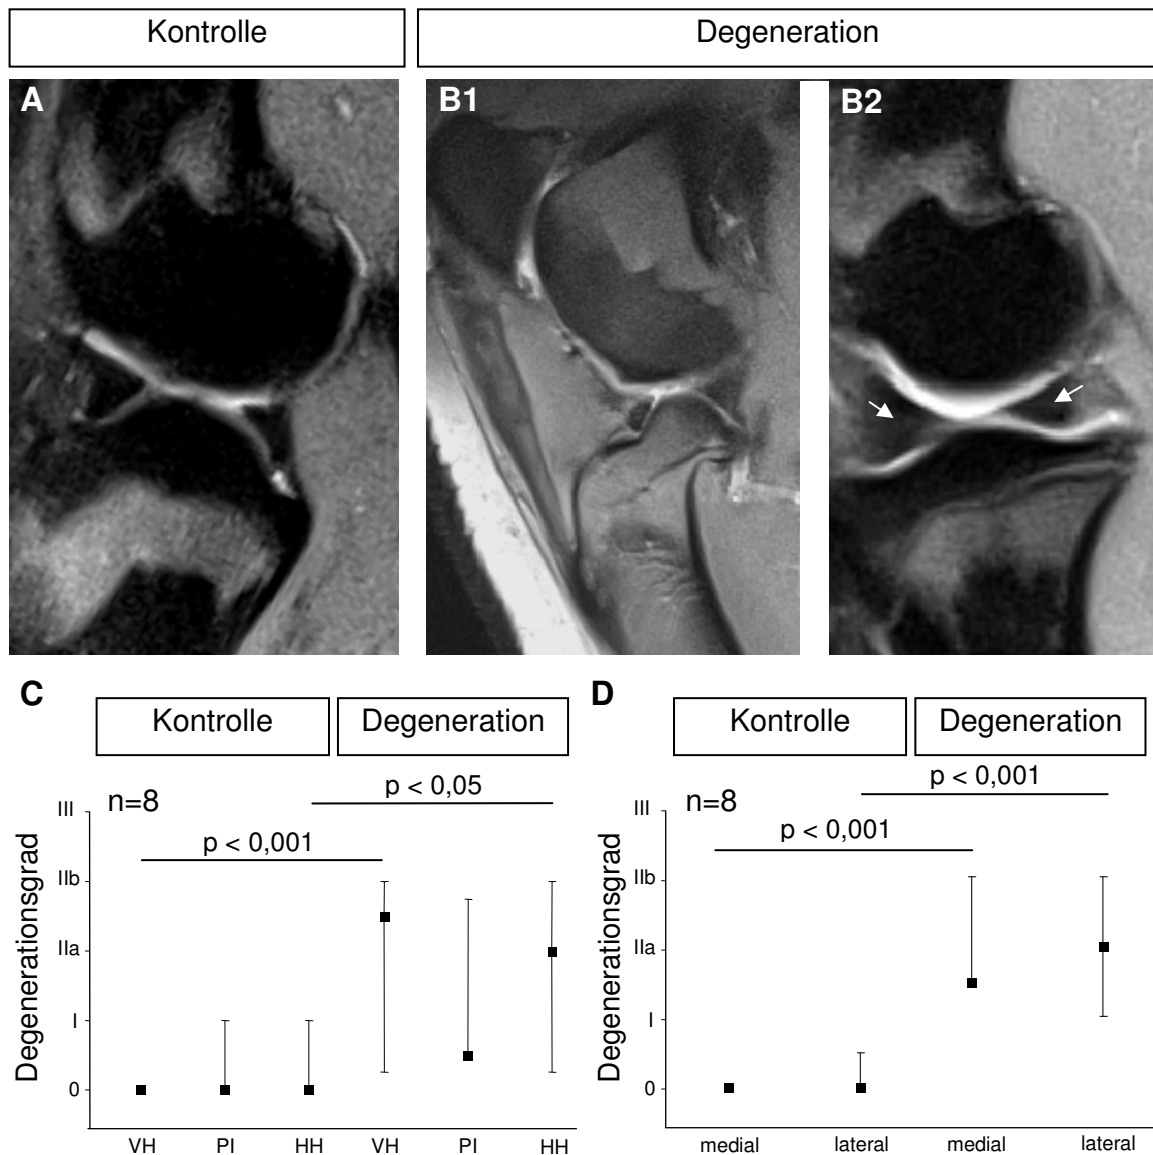 Kontrolle
Degeneration
A
B1
B2
C
Kontrolle
Degeneration
n=8
p < 0,05
p < 0,001
Degenerationsgrad
III
IIb
IIa
I
0
VH
PI
HH
VH
PI
HH
D
Kontrolle
Degeneration
n=8
p < 0,001
p < 0,001
Degenerationsgrad
III
IIb
IIa
I
0
medial
lateral
medial
lateral